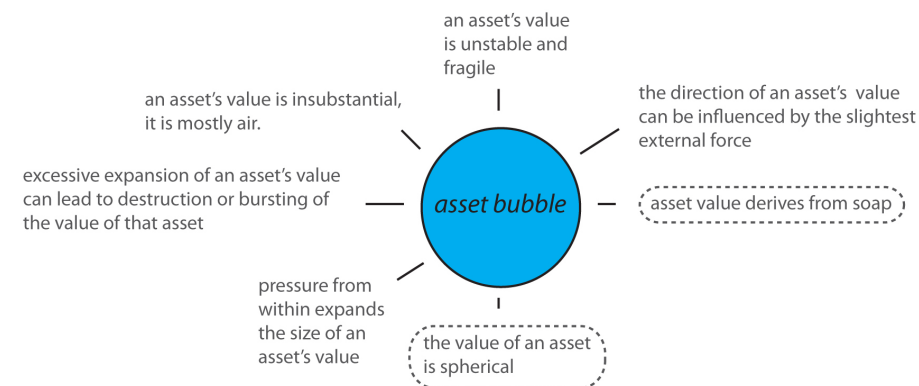 an asset’s value
is unstable and
fragile
an asset’s value is insubstantial,
it is mostly air.
the direction of an asset’s value
can be influenced by the slightest
external force
excessive expansion of an asset’s value
can lead to destruction or bursting of
the value of that asset
asset bubble
asset value derives from soap
pressure from
within expands
the size of an
asset’s value
the value of an asset
is spherical